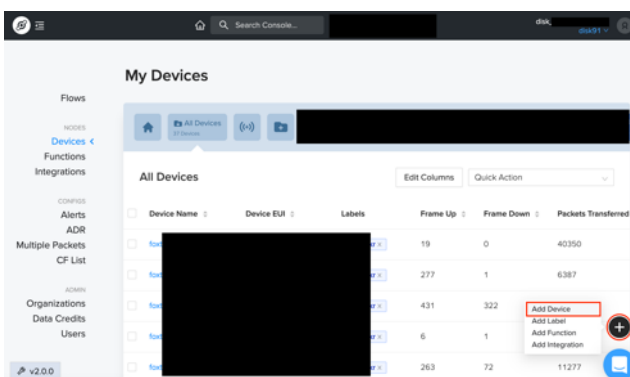 Search Console...
disk_
disk91
My Devices
Flows
NODES
Devices
Functions
Integrations
CONFIGS
Alerts
ADR
Multiple Packets
CF List
ADMIN
Organizations
Data Credits
Users
v2.0.0
All Devices
57 Devices
All Devices
Edit Columns
Quick Action
Device Name Device EUI Labels Frame Up Frame Down Packets Transferred
19 0 40350
277 1 6387
431 322
6 1
263 72 11277
Add Device
Add Label
Add Function
Add Integration